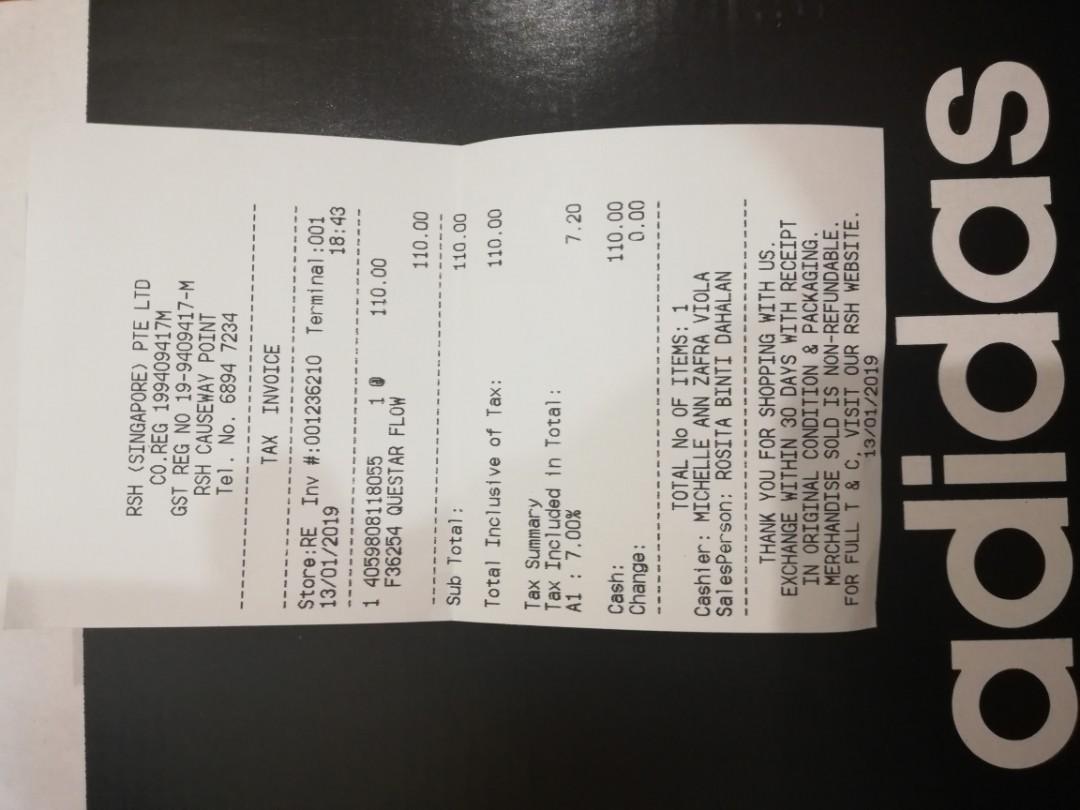 RSH (SINGAPORE) PTE LTD
CO.REG 199409417M
GST REG NO 19-9409417-M
RSH CAUSEWAY POINT
Tel. No. 6894 7234
TAX INVOICE
Store:RE Inv #:001236210 Terminal:001
13/01/2019 18:43
1 4059808118055 1 @ 110.00
F36254 QUESTAR FLOW
110.00
Sub Total: 110.00
Total Inclusive of Tax: 110.00
Tax Summary
Tax Included in Total:
A1 : 7.00% 7.20
Cash: 110.00
Change: 0.00
TOTAL No OF ITEMS: 1
Cashier: MICHELLE ANN ZAFRA VIOLA
SalesPerson: ROSITA BINTI DAHALAN
THANK YOU FOR SHOPPING WITH US.
EXCHANGE WITHIN 30 DAYS WITH RECEIPT
IN ORIGINAL CONDITION & PACKAGING.
MERCHANDISE SOLD IS NON-REFUNDABLE.
FOR FULL T & C, VISIT OUR RSH WEBSITE.
13/01/2019
adidas